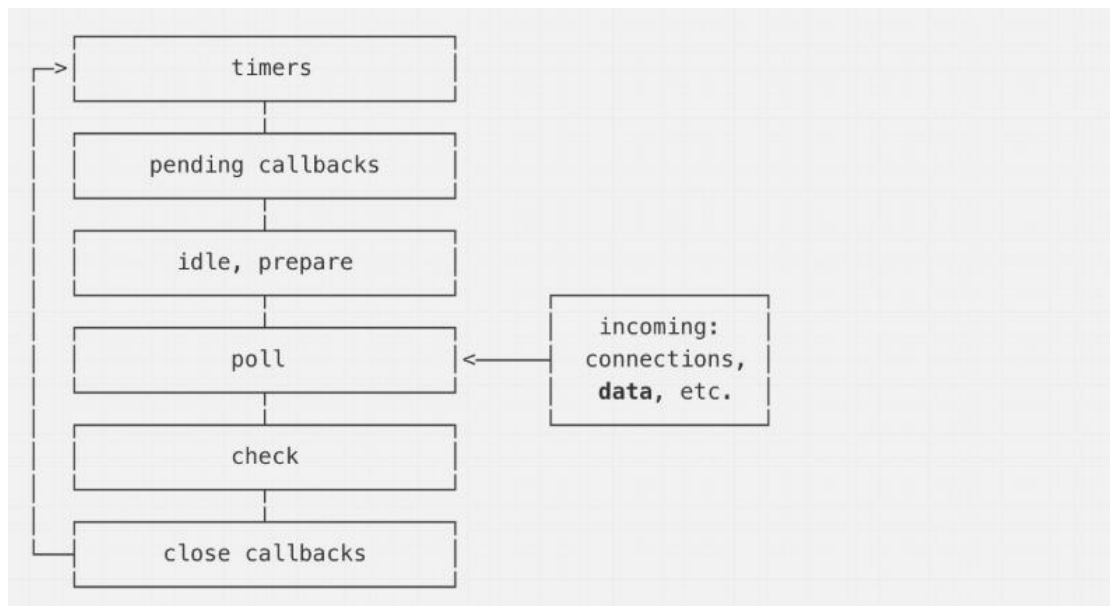 timers
pending callbacks
idle, prepare
poll
incoming:
connections,
data, etc.
check
close callbacks